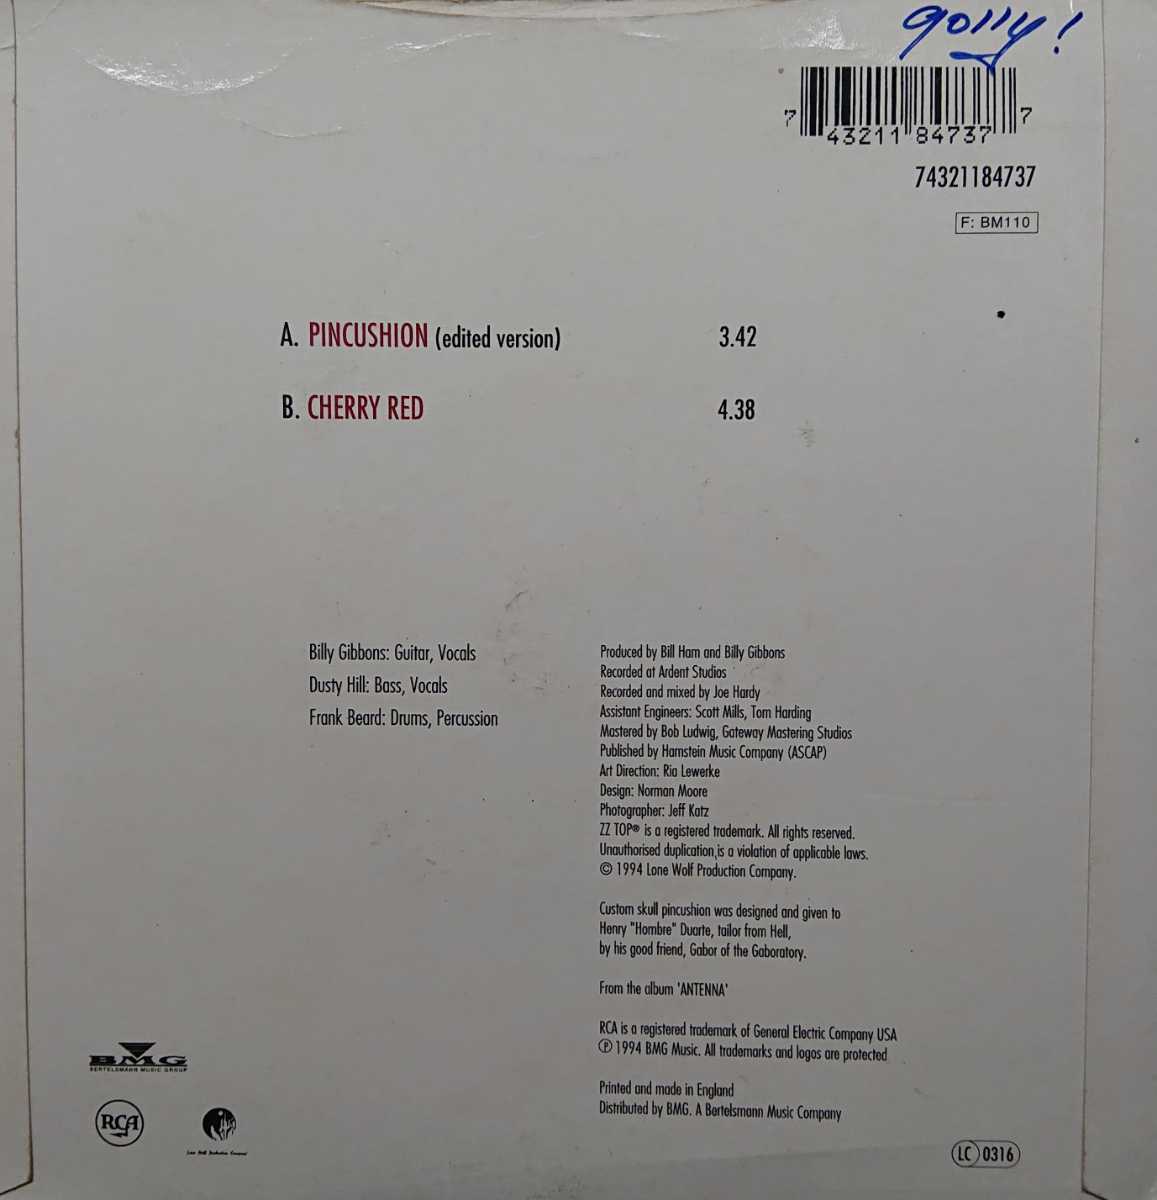 golly!
7 43211 84737 7
74321184737
F: BM110
A. PINCUSHION (edited version) 3.42
B. CHERRY RED 4.38
Billy Gibbons: Guitar, Vocals
Dusty Hill: Bass, Vocals
Frank Beard: Drums, Percussion
Produced by Bill Ham and Billy Gibbons
Recorded at Ardent Studios
Recorded and mixed by Joe Hardy
Assistant Engineers: Scott Mills, Tom Harding
Mastered by Bob Ludwig, Gateway Mastering Studios
Published by Hamstein Music Company (ASCAP)
Art Direction: Ria Lewerke
Design: Norman Moore
Photographer: Jeff Katz
ZZ TOP® is a registered trademark. All rights reserved.
Unauthorised duplication is a violation of applicable laws.
© 1994 Lone Wolf Production Company.
Custom skull pincushion was designed and given to
Henry "Hombre" Duarte, tailor from Hell,
by his good friend, Gabor of the Gaboratory.
From the album 'ANTENNA'
RCA is a registered trademark of General Electric Company USA
℗ 1994 BMG Music. All trademarks and logos are protected
Printed and made in England
Distributed by BMG. A Bertelsmann Music Company
BMG
BERTELSMANN MUSIC GROUP
RCA
Lone Wolf Production Company
LC 0316